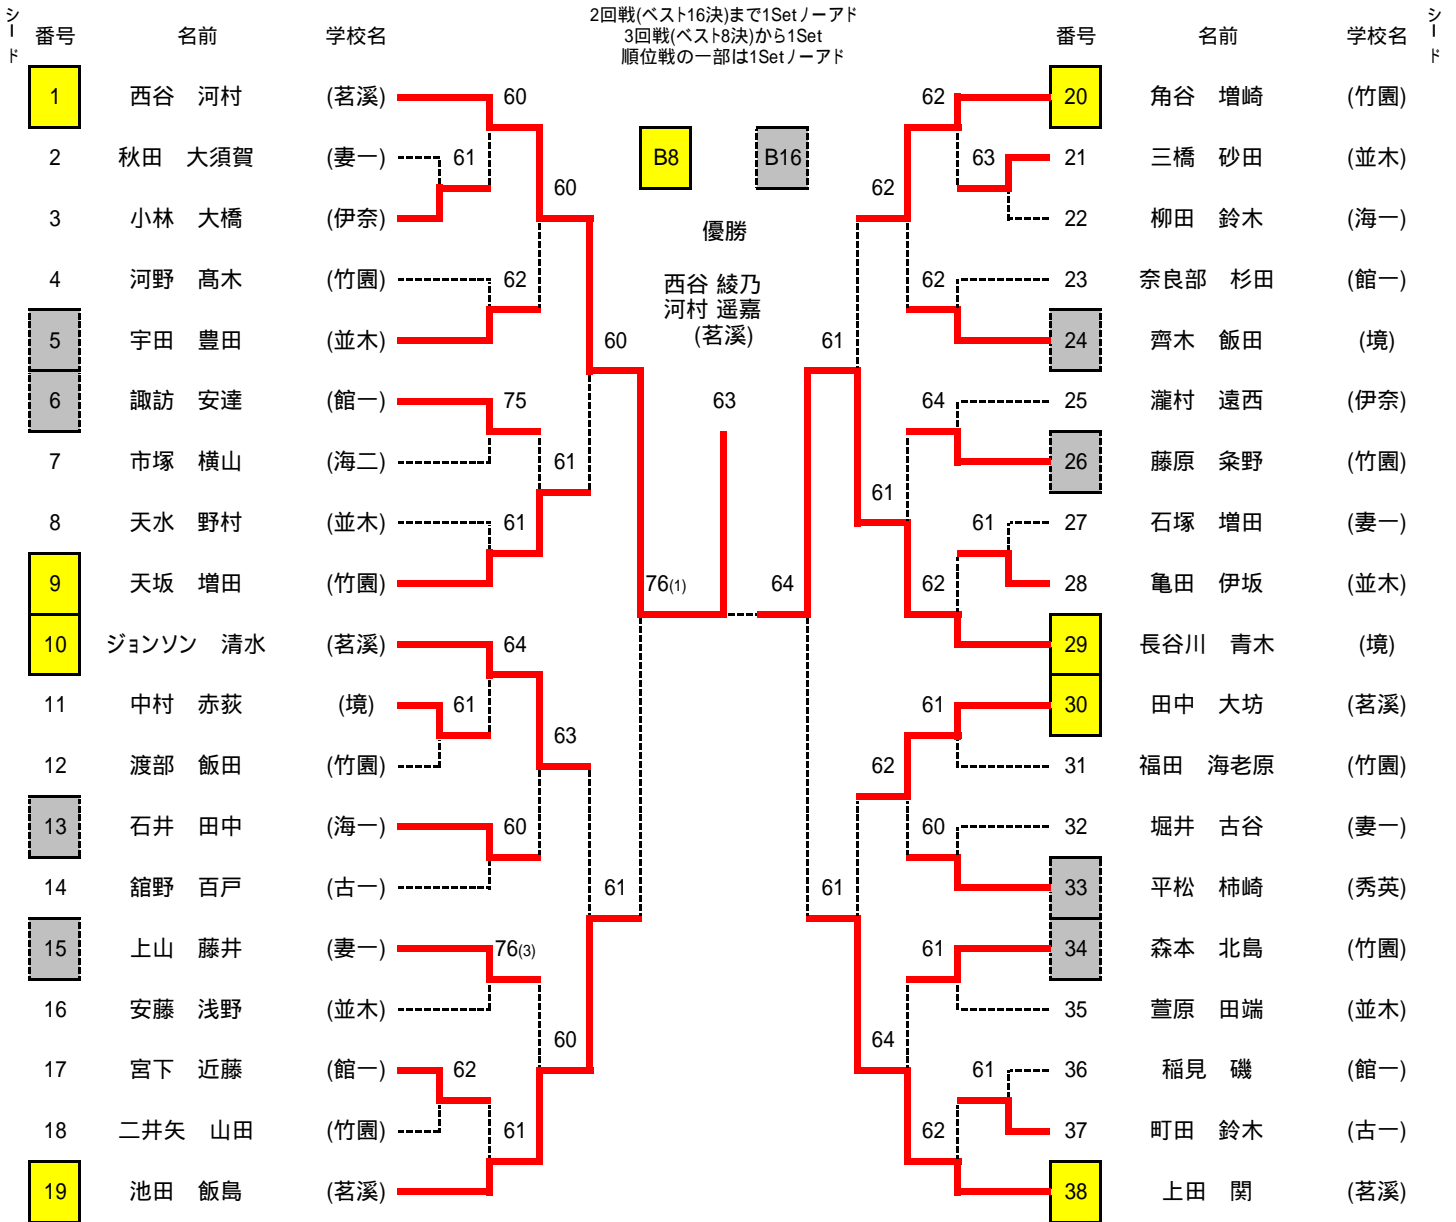 2回戦(ベスト16決)まで1Setノーアド
3回戦(ベスト8決)から1Set
順位戦の一部は1Setノーアド
シード 番号 名前 学校名
1 西谷 河村 (茗溪)
2 秋田 大須賀 (妻一)
3 小林 大橋 (伊奈)
4 河野 髙木 (竹園)
5 宇田 豊田 (並木)
6 諏訪 安達 (館一)
7 市塚 横山 (海二)
8 天水 野村 (並木)
9 天坂 増田 (竹園)
10 ジョンソン 清水 (茗溪)
11 中村 赤荻 (境)
12 渡部 飯田 (竹園)
13 石井 田中 (海一)
14 舘野 百戸 (古一)
15 上山 藤井 (妻一)
16 安藤 浅野 (並木)
17 宮下 近藤 (館一)
18 二井矢 山田 (竹園)
19 池田 飯島 (茗溪)
60
61
62
75
61
64
61
60
76(3)
62
61
60
61
63
60
60
61
76(1)
B8 B16
優勝
西谷 綾乃
河村 遥嘉
(茗溪)
63
64
61
61
62
61
62
64
62
63
62
64
61
62
61
60
61
61
62
番号 名前 学校名 シード
20 角谷 増崎 (竹園)
21 三橋 砂田 (並木)
22 柳田 鈴木 (海一)
23 奈良部 杉田 (館一)
24 齊木 飯田 (境)
25 瀧村 遠西 (伊奈)
26 藤原 粂野 (竹園)
27 石塚 増田 (妻一)
28 亀田 伊坂 (並木)
29 長谷川 青木 (境)
30 田中 大坊 (茗溪)
31 福田 海老原 (竹園)
32 堀井 古谷 (妻一)
33 平松 柿崎 (秀英)
34 森本 北島 (竹園)
35 萱原 田端 (並木)
36 稲見 磯 (館一)
37 町田 鈴木 (古一)
38 上田 関 (茗溪)